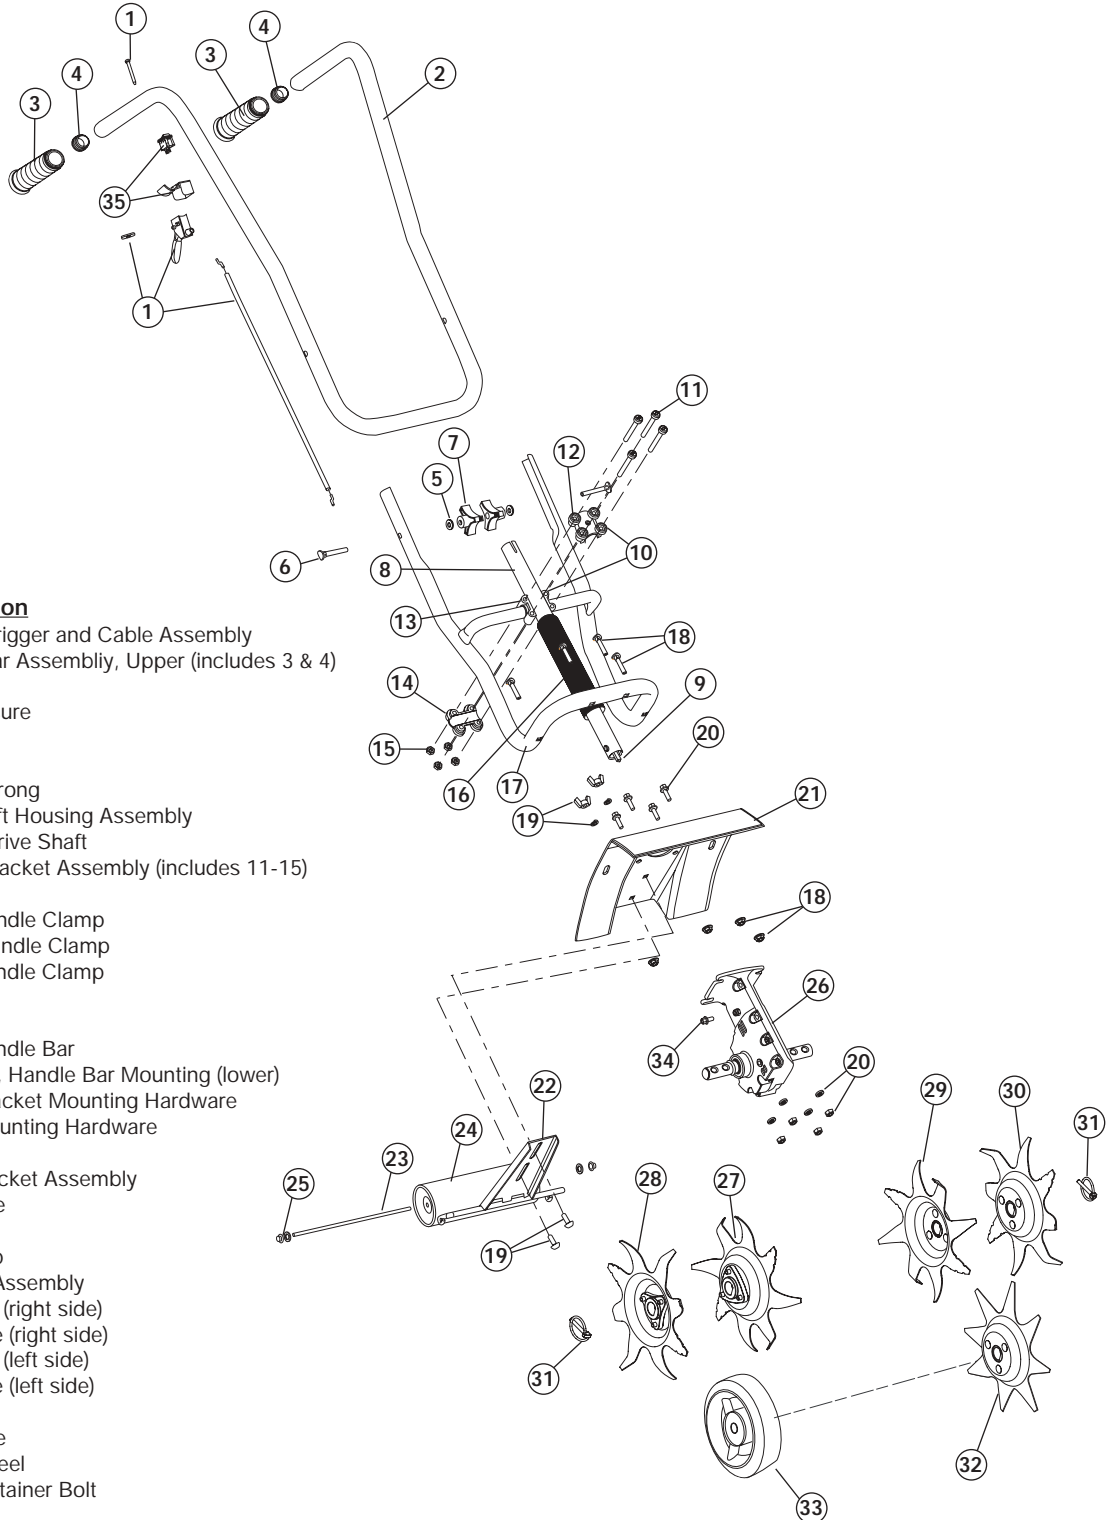 1
4
3
4
3
2
35
1
11
7
12
5
10
6
8
13
18
14
9
15
20
16
17
19
21
18
26
34
20
22
29
30
31
24
23
25
28
27
19
31
32
33
on
rigger and Cable Assembly
ar Assembliy, Upper (includes 3 & 4)
ure
rong
ft Housing Assembly
rive Shaft
racket Assembly (includes 11-15)
ndle Clamp
andle Clamp
ndle Clamp
ndle Bar
, Handle Bar Mounting (lower)
acket Mounting Hardware
ounting Hardware
cket Assembly
e
o
Assembly
(right side)
e (right side)
(left side)
e (left side)
e
eel
tainer Bolt